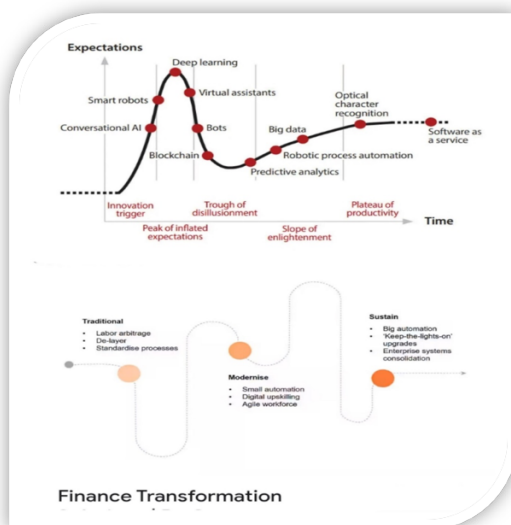 Expectations
Deep learning
Smart robots
Virtual assistants
Conversational AI
Bots
Blockchain
Big data
Optical
character
recognition
Robotic process automation
Predictive analytics
Software as
a service
Innovation
trigger
Peak of inflated
expectations
Trough of
disillusionment
Slope of
enlightenment
Plateau of
productivity
Time
Traditional
• Labor arbitrage
• De-layer
• Standardise processes
Modernise
• Small automation
• Digital upskilling
• Agile workforce
Sustain
• Big automation
• 'Keep-the-lights-on'
upgrades
• Enterprise systems
consolidation
Finance Transformation